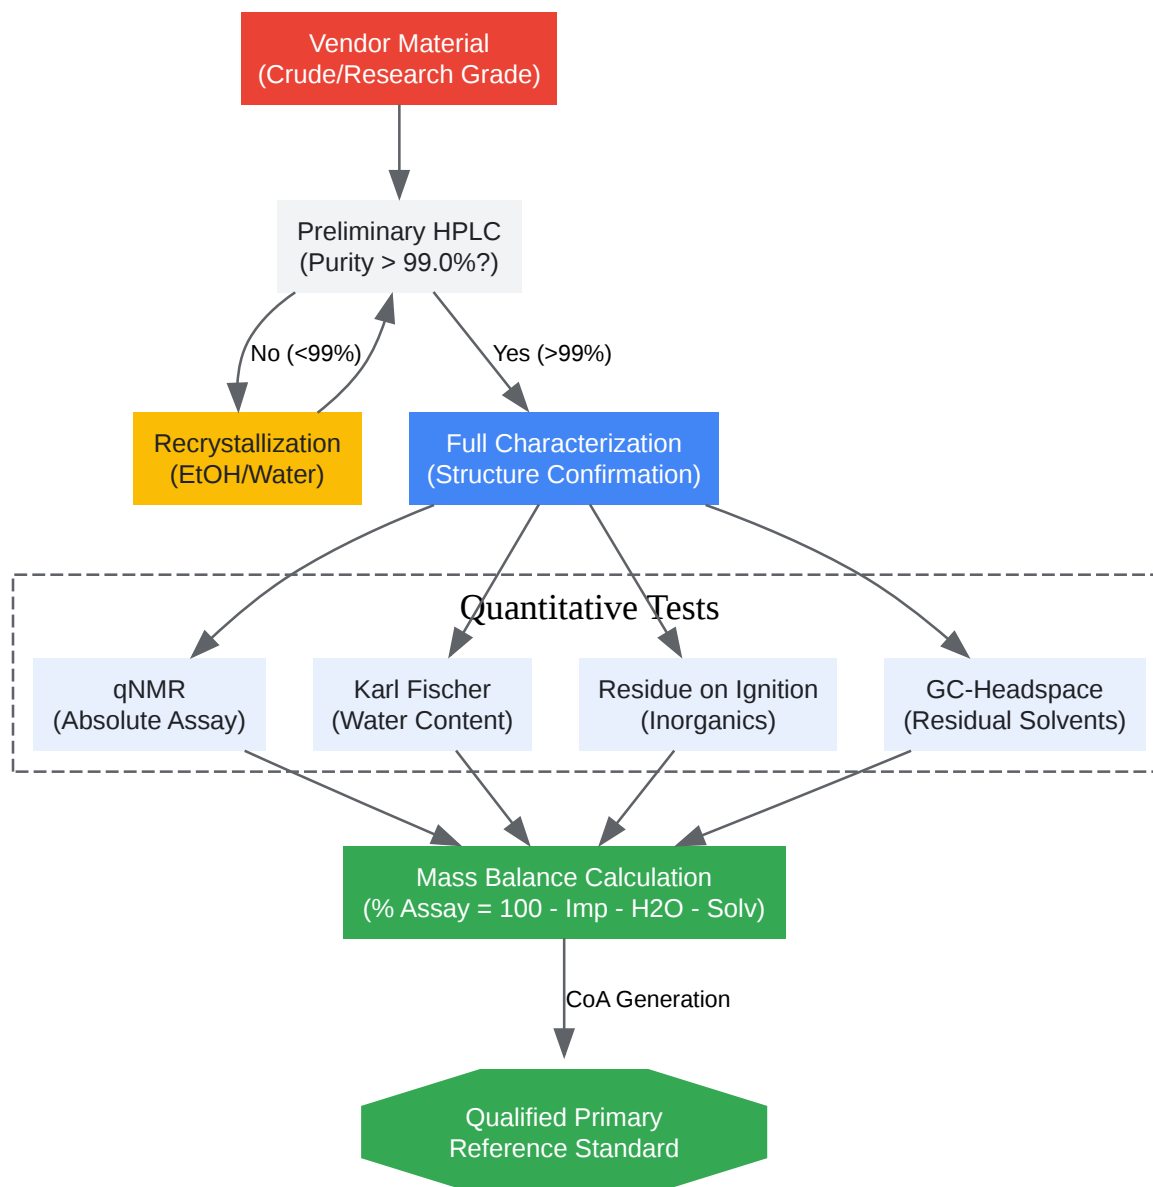 Vendor Material
(Crude/Research Grade)
Preliminary HPLC
(Purity > 99.0%?)
No (<99%)
Yes (>99%)
Recrystallization
(EtOH/Water)
Full Characterization
(Structure Confirmation)
Quantitative Tests
qNMR
(Absolute Assay)
Karl Fischer
(Water Content)
Residue on Ignition
(Inorganics)
GC-Headspace
(Residual Solvents)
Mass Balance Calculation
(% Assay = 100 - Imp - H2O - Solv)
CoA Generation
Qualified Primary
Reference Standard